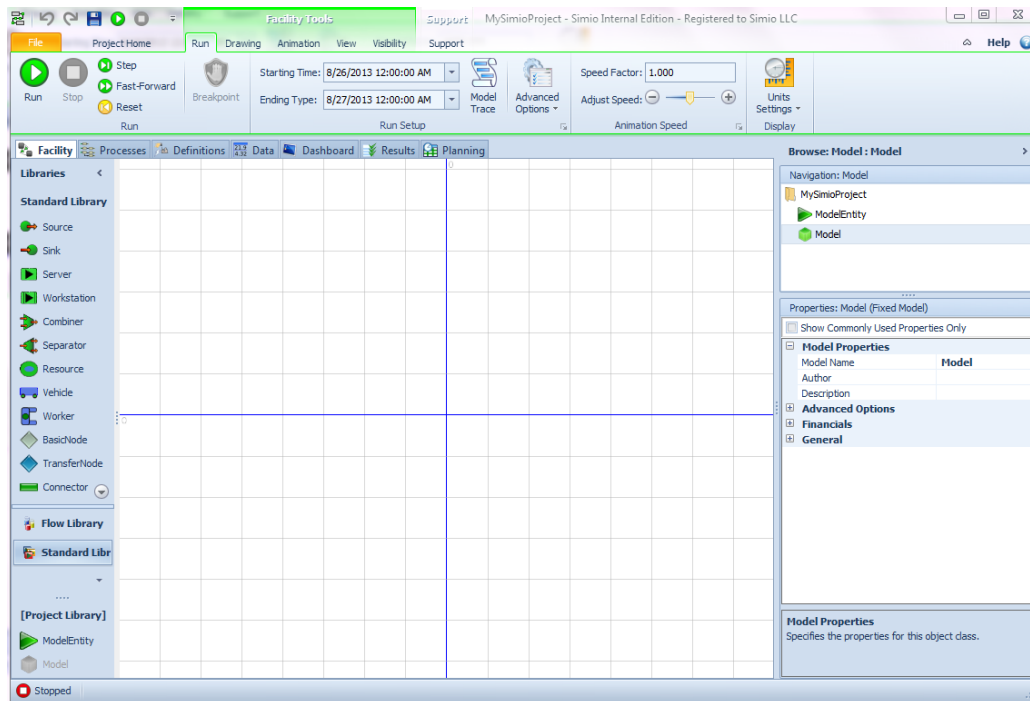 Facility Tools Support MySimioProject - Simio Internal Edition - Registered to Simio LLC
File Project Home Run Drawing Animation View Visibility Support Help
Run
Stop
Step
Fast-Forward
Reset
Run
Breakpoint
Starting Time: 8/26/2013 12:00:00 AM
Ending Type: 8/27/2013 12:00:00 AM
Model Trace
Advanced Options
Run Setup
Speed Factor: 1.000
Adjust Speed:
Animation Speed
Units Settings
Display
Facility Processes Definitions Data Dashboard Results Planning
Libraries
Standard Library
Source
Sink
Server
Workstation
Combiner
Separator
Resource
Vehicle
Worker
BasicNode
TransferNode
Connector
Flow Library
Standard Libr
[Project Library]
ModelEntity
Model
0
0
Browse: Model : Model
Navigation: Model
MySimioProject
ModelEntity
Model
Properties: Model (Fixed Model)
Show Commonly Used Properties Only
Model Properties
Model Name Model
Author
Description
Advanced Options
Financials
General
Model Properties
Specifies the properties for this object class.
Stopped